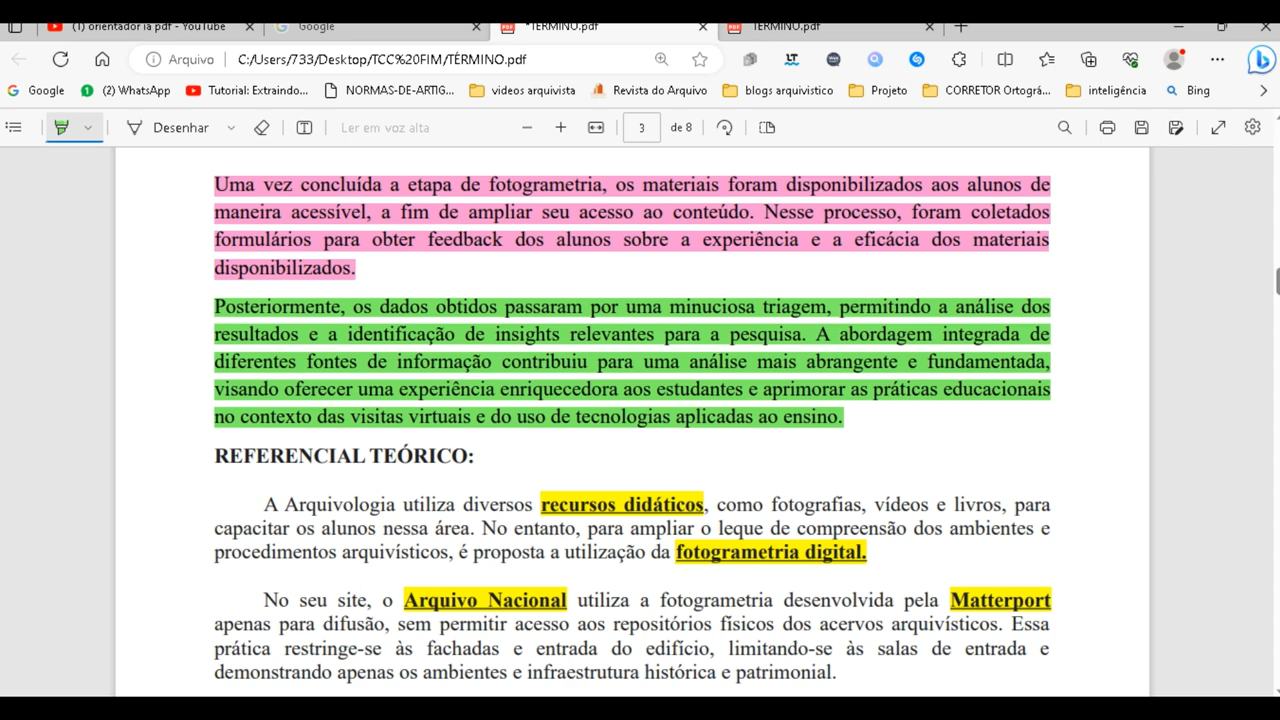 (1) orientador ia pdf - YouTube
Google
*TÉRMINO.pdf
TÉRMINO.pdf
Arquivo C:/Users/733/Desktop/TCC%20FIM/TÉRMINO.pdf
Google
(2) WhatsApp
Tutorial: Extraindo...
NORMAS-DE-ARTIG...
videos arquivista
Revista do Arquivo
blogs arquivistico
Projeto
CORRETOR Ortográ...
inteligência
Bing
Desenhar
Ler em voz alta
3 de 8
Uma vez concluída a etapa de fotogrametria, os materiais foram disponibilizados aos alunos de
maneira acessível, a fim de ampliar seu acesso ao conteúdo. Nesse processo, foram coletados
formulários para obter feedback dos alunos sobre a experiência e a eficácia dos materiais
disponibilizados.
Posteriormente, os dados obtidos passaram por uma minuciosa triagem, permitindo a análise dos
resultados e a identificação de insights relevantes para a pesquisa. A abordagem integrada de
diferentes fontes de informação contribuiu para uma análise mais abrangente e fundamentada,
visando oferecer uma experiência enriquecedora aos estudantes e aprimorar as práticas educacionais
no contexto das visitas virtuais e do uso de tecnologias aplicadas ao ensino.
REFERENCIAL TEÓRICO:
A Arquivologia utiliza diversos recursos didáticos, como fotografias, vídeos e livros, para
capacitar os alunos nessa área. No entanto, para ampliar o leque de compreensão dos ambientes e
procedimentos arquivísticos, é proposta a utilização da fotogrametria digital.
No seu site, o Arquivo Nacional utiliza a fotogrametria desenvolvida pela Matterport
apenas para difusão, sem permitir acesso aos repositórios físicos dos acervos arquivísticos. Essa
prática restringe-se às fachadas e entrada do edifício, limitando-se às salas de entrada e
demonstrando apenas os ambientes e infraestrutura histórica e patrimonial.